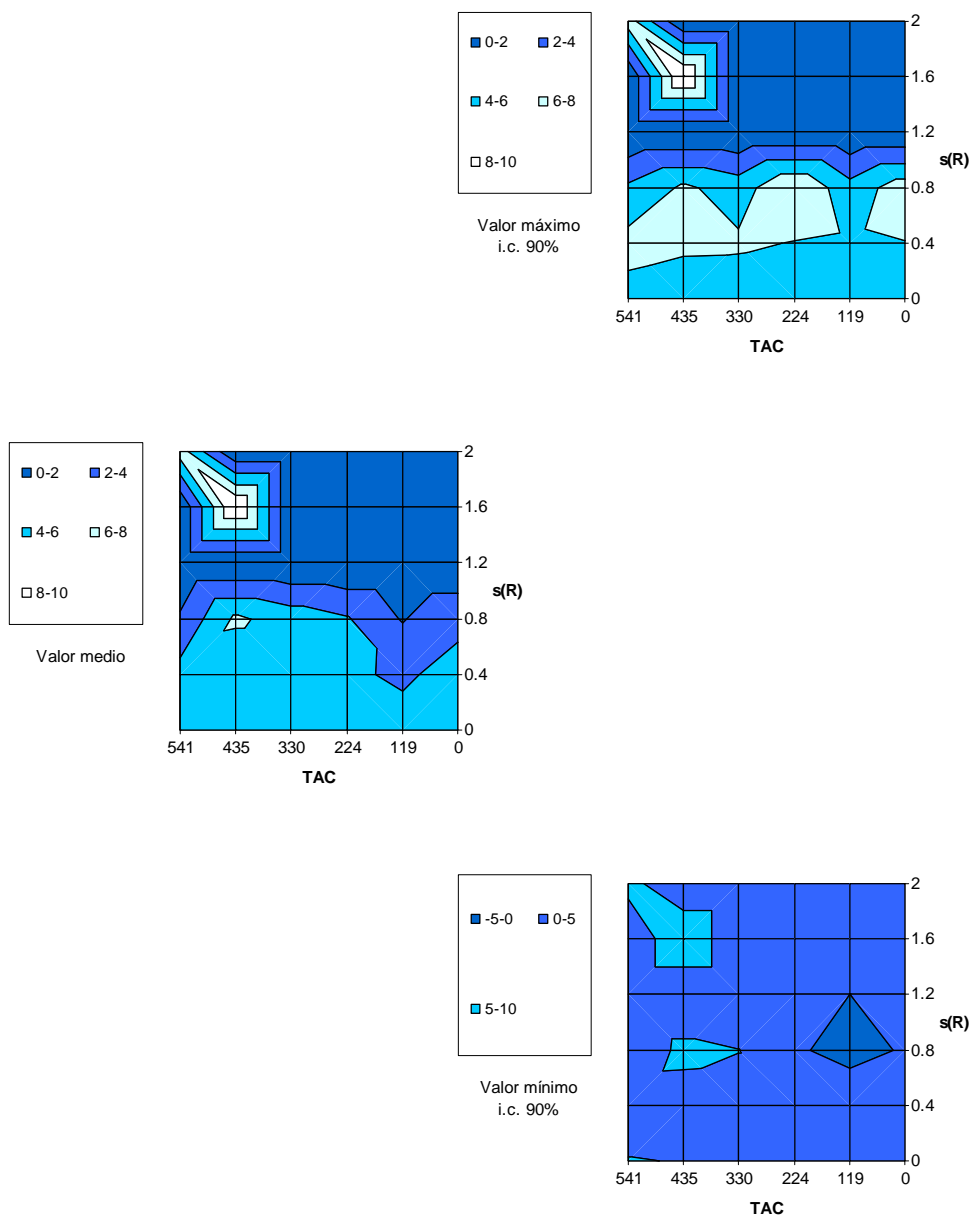 0-2 2-4
4-6 6-8
8-10
Valor máximo
i.c. 90%
2
1.6
1.2
s(R)
0.8
0.4
0
541 435 330 224 119 0
TAC
0-2 2-4
4-6 6-8
8-10
Valor medio
2
1.6
1.2
s(R)
0.8
0.4
0
541 435 330 224 119 0
TAC
-5-0 0-5
5-10
Valor mínimo
i.c. 90%
2
1.6
1.2
s(R)
0.8
0.4
0
541 435 330 224 119 0
TAC